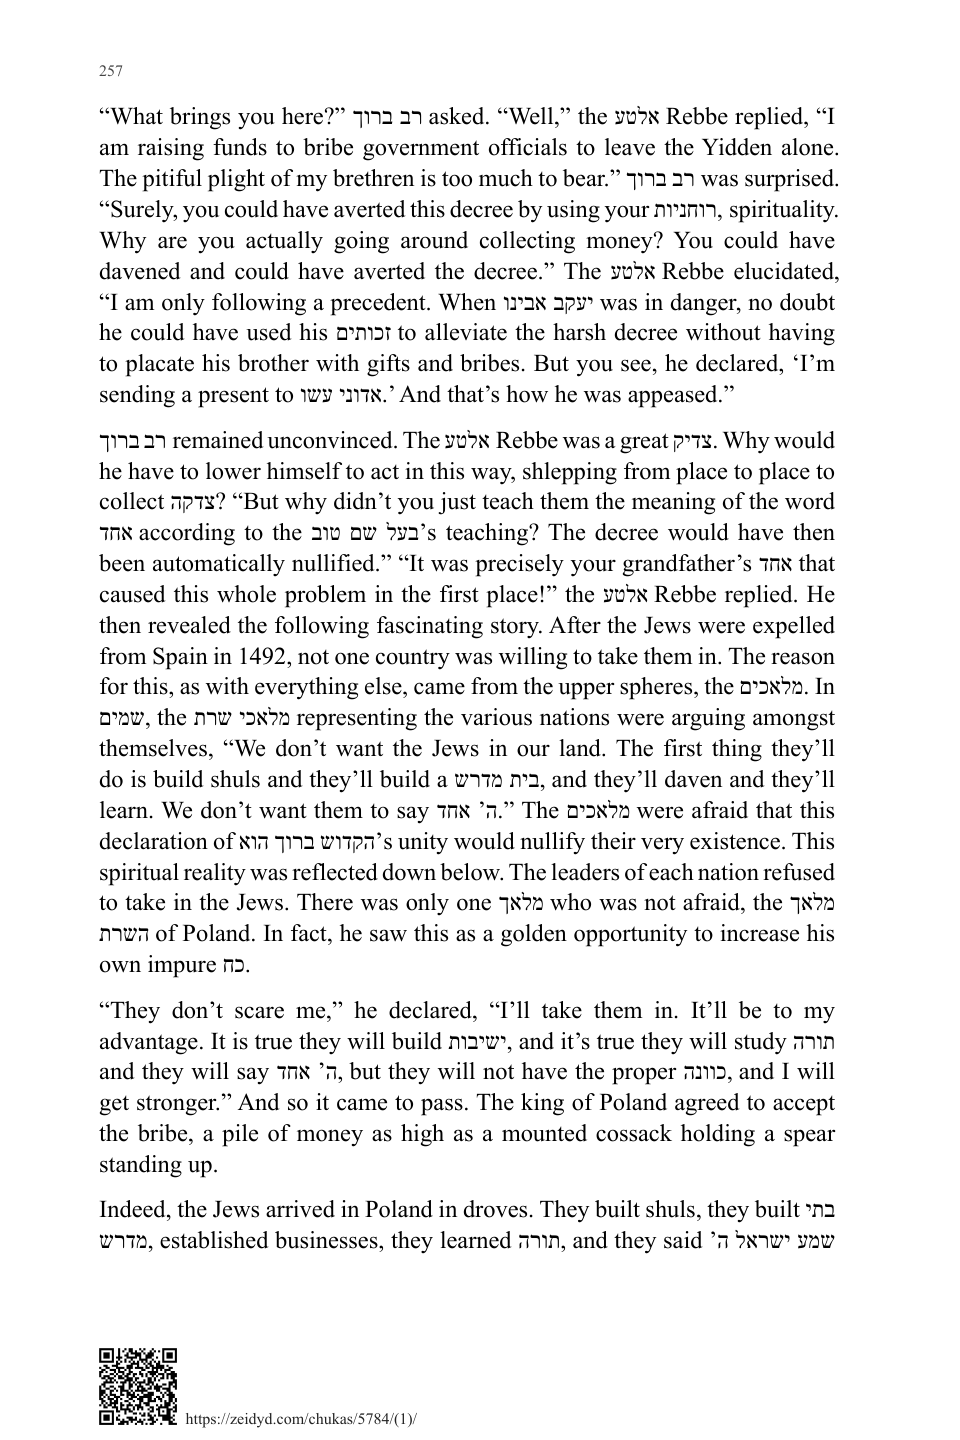 257
“What brings you here?” רב ברוך asked. “Well,” the אלטע Rebbe replied, “I
am raising funds to bribe government officials to leave the Yidden alone.
The pitiful plight of my brethren is too much to bear.” רב ברוך was surprised.
“Surely, you could have averted this decree by using your רוחניות, spirituality.
Why are you actually going around collecting money? You could have
davened and could have averted the decree.” The אלטע Rebbe elucidated,
“I am only following a precedent. When יעקב אבינו was in danger, no doubt
he could have used his זכותים to alleviate the harsh decree without having
to placate his brother with gifts and bribes. But you see, he declared, ‘I’m
sending a present to אדוני עשו.’ And that’s how he was appeased.”
רב ברוך remained unconvinced. The אלטע Rebbe was a great צדיק. Why would
he have to lower himself to act in this way, shlepping from place to place to
collect צדקה? “But why didn’t you just teach them the meaning of the word
אחד according to the בעל שם טוב’s teaching? The decree would have then
been automatically nullified.” “It was precisely your grandfather’s אחד that
caused this whole problem in the first place!” the אלטע Rebbe replied. He
then revealed the following fascinating story. After the Jews were expelled
from Spain in 1492, not one country was willing to take them in. The reason
for this, as with everything else, came from the upper spheres, the מלאכים. In
שמים, the מלאכי שרת representing the various nations were arguing amongst
themselves, “We don’t want the Jews in our land. The first thing they’ll
do is build shuls and they’ll build a בית מדרש, and they’ll daven and they’ll
learn. We don’t want them to say ה’ אחד.” The מלאכים were afraid that this
declaration of הקדוש ברוך הוא’s unity would nullify their very existence. This
spiritual reality was reflected down below. The leaders of each nation refused
to take in the Jews. There was only one מלאך who was not afraid, the מלאך
השרת of Poland. In fact, he saw this as a golden opportunity to increase his
own impure כח.
“They don’t scare me,” he declared, “I’ll take them in. It’ll be to my
advantage. It is true they will build ישיבות, and it’s true they will study תורה
and they will say ה’ אחד, but they will not have the proper כוונה, and I will
get stronger.” And so it came to pass. The king of Poland agreed to accept
the bribe, a pile of money as high as a mounted cossack holding a spear
standing up.
Indeed, the Jews arrived in Poland in droves. They built shuls, they built בתי
מדרש, established businesses, they learned תורה, and they said שמע ישראל ה’
https://zeidyd.com/chukas/5784/(1)/